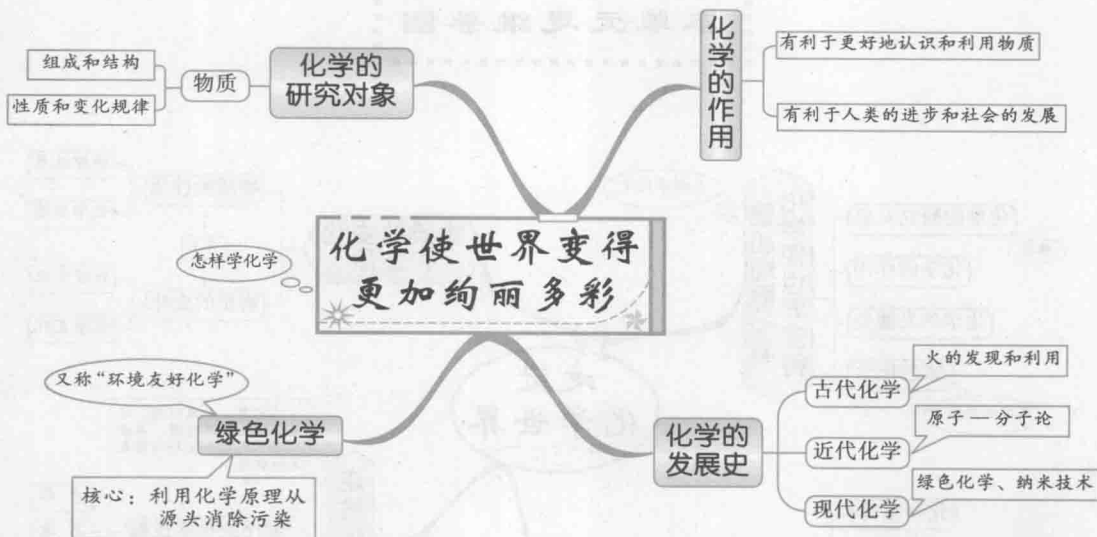 化学的
研究对象
物质
组成和结构
性质和变化规律
化学的作用
有利于更好地认识和利用物质
有利于人类的进步和社会的发展
怎样学化学
化学使世界变得
更加绚丽多彩
又称“环境友好化学”
绿色化学
核心：利用化学原理从
源头消除污染
化学的
发展史
古代化学
火的发现和利用
近代化学
原子—分子论
现代化学
绿色化学、纳米技术